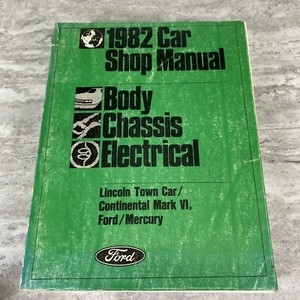 1982 Car
Shop Manual
Body
Chassis
Electrical
Lincoln Town Car/
Continental Mark VI,
Ford/Mercury
Ford